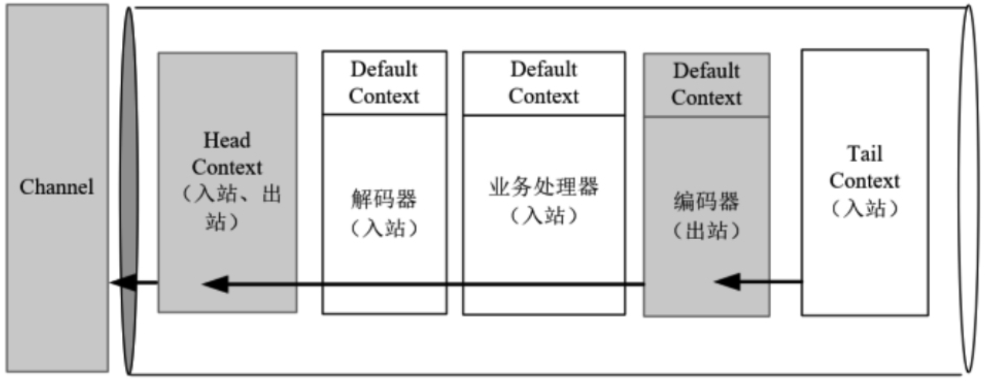 Channel
Head
Context
（入站、出
站）
Default
Context
解码器
（入站）
Default
Context
业务处理器
（入站）
Default
Context
编码器
（出站）
Tail
Context
（入站）